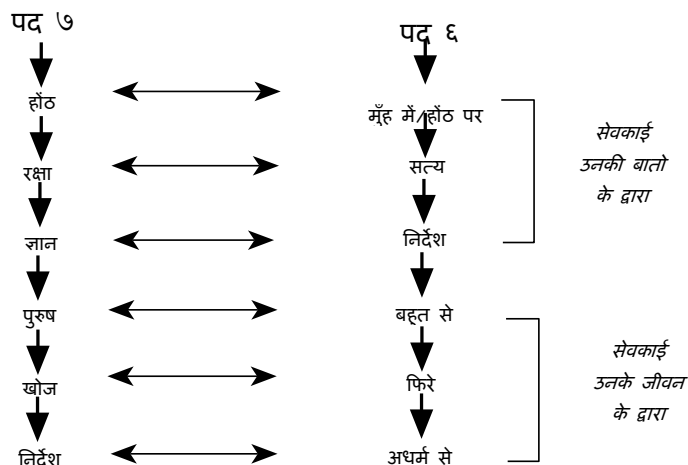 पद ७
पद ६
होंठ
मुँह में/होंठ पर
रक्षा
सत्य
ज्ञान
निर्देश
सेवकाई
उनकी बातो
के द्वारा
पुरुष
बहुत से
खोज
फिरे
निर्देश
अधर्म से
सेवकाई
उनके जीवन
के द्वारा